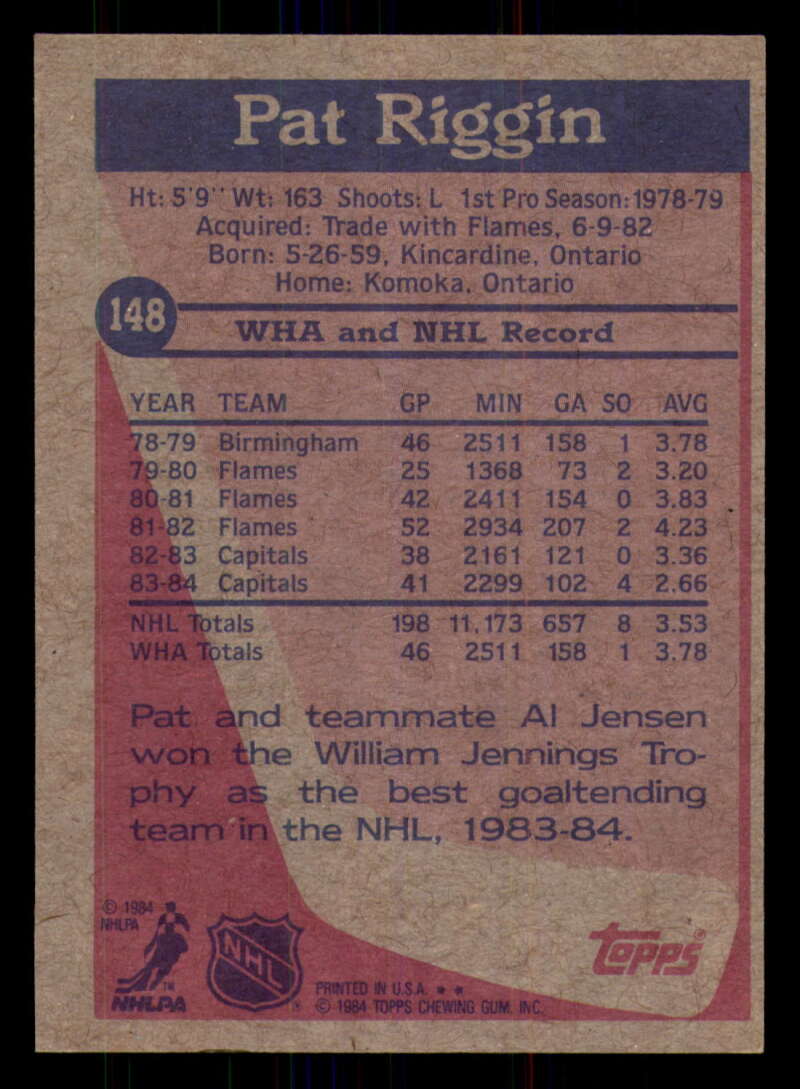 Pat Riggin
Ht: 5'9" Wt: 163 Shoots: L 1st Pro Season: 1978-79
Acquired: Trade with Flames, 6-9-82
Born: 5-26-59, Kincardine, Ontario
Home: Komoka, Ontario
148
WHA and NHL Record
YEAR TEAM GP MIN GA SO AVG
78-79 Birmingham 46 2511 158 1 3.78
79-80 Flames 25 1368 73 2 3.20
80-81 Flames 42 2411 154 0 3.83
81-82 Flames 52 2934 207 2 4.23
82-83 Capitals 38 2161 121 0 3.36
83-84 Capitals 41 2299 102 4 2.66
NHL Totals 198 11,173 657 8 3.53
WHA Totals 46 2511 158 1 3.78
Pat and teammate Al Jensen
won the William Jennings Tro-
phy as the best goaltending
team in the NHL, 1983-84.
© 1984
NHLPA
TM
NHLPA
NHL
®
topps®
PRINTED IN U.S.A. * *
© 1984 TOPPS CHEWING GUM, INC.